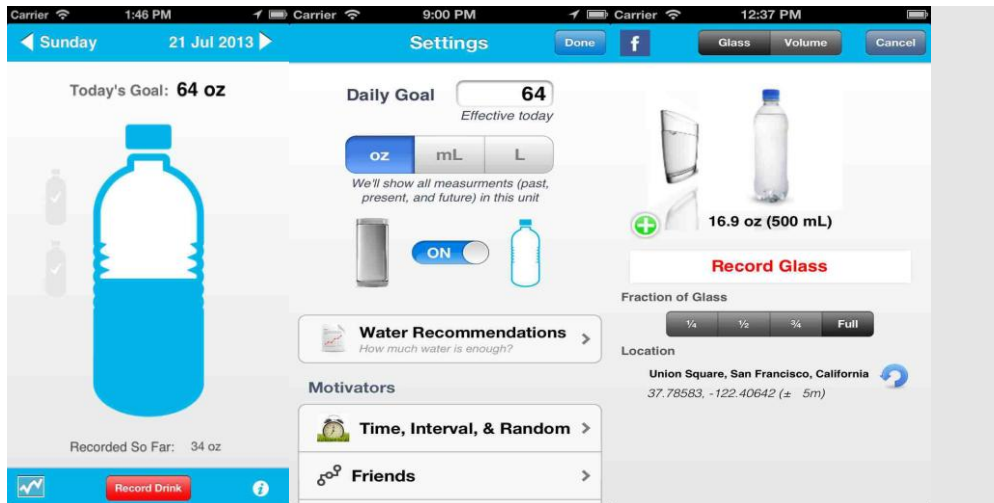 Carrier 1:46 PM
Sunday 21 Jul 2013
Today's Goal: 64 oz
Recorded So Far: 34 oz
Record Drink
i
Carrier 9:00 PM
Settings Done
Daily Goal 64
Effective today
oz mL L
We'll show all measurments (past,
present, and future) in this unit
ON
Water Recommendations
How much water is enough?
Motivators
Time, Interval, & Random
Friends
Carrier 12:37 PM
f Glass Volume Cancel
16.9 oz (500 mL)
Record Glass
Fraction of Glass
¼ ½ ¾ Full
Location
Union Square, San Francisco, California
37.78583, -122.40642 (± 5m)